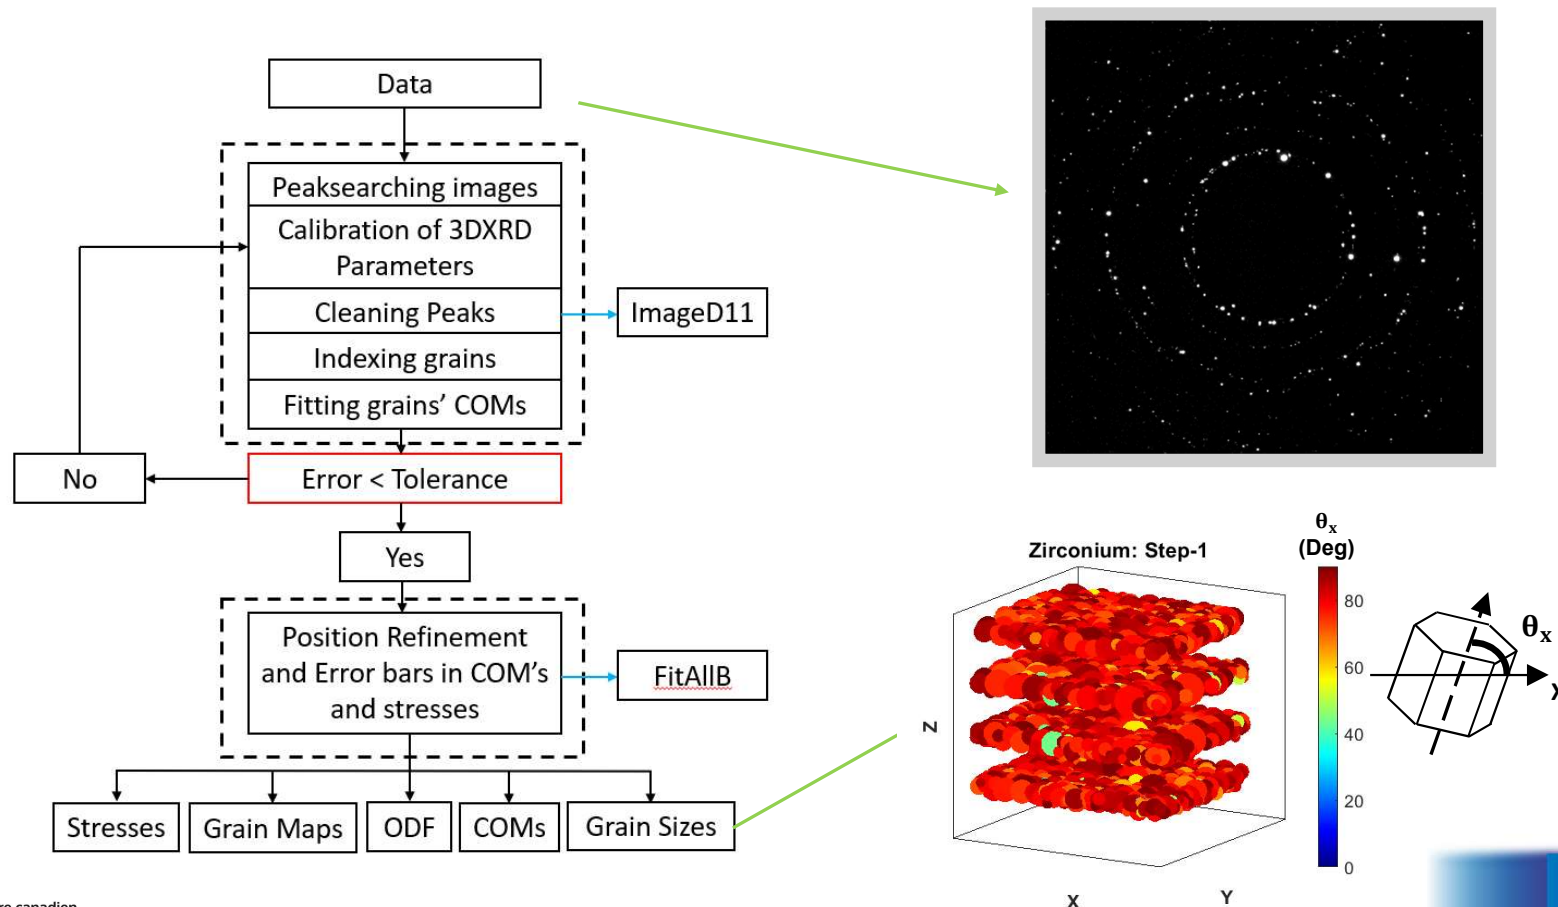 Data
Peaksearching images
Calibration of 3DXRD
Parameters
Cleaning Peaks
Indexing grains
Fitting grains’ COMs
ImageD11
No
Error < Tolerance
Yes
Position Refinement
and Error bars in COM’s
and stresses
FitAllB
Stresses
Grain Maps
ODF
COMs
Grain Sizes
Zirconium: Step-1
θx
(Deg)
80
60
40
20
0
Z
X
Y
θx
X
canadien